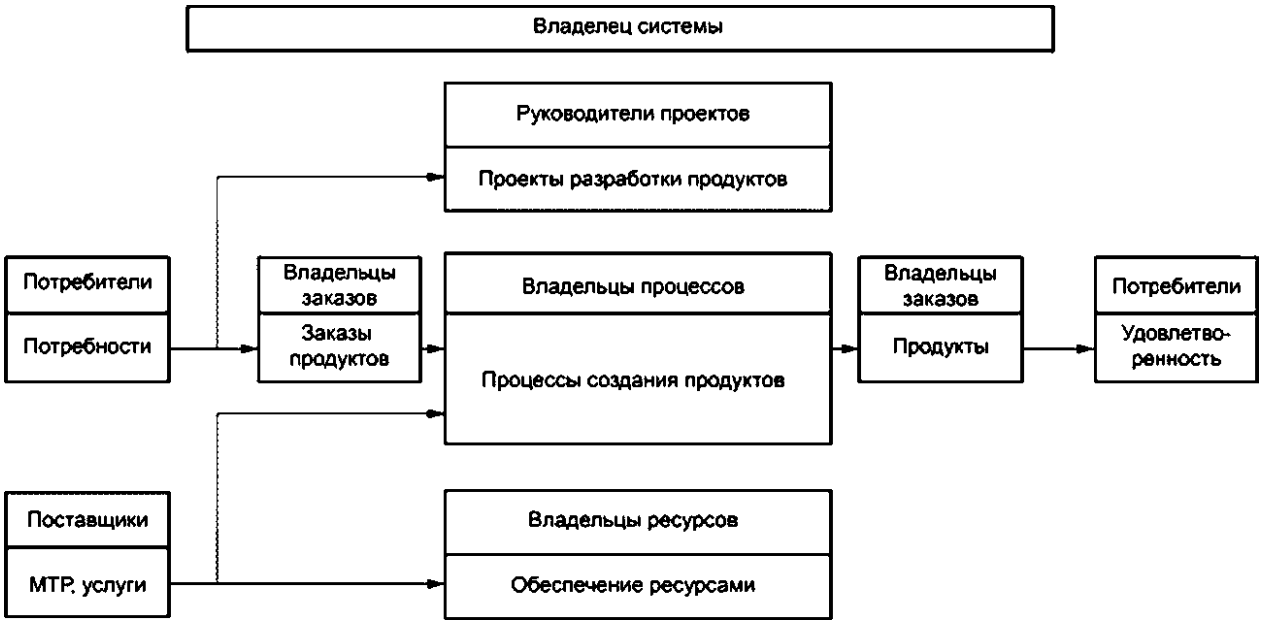 Владелец системы
Руководители проектов
Проекты разработки продуктов
Потребители
Потребности
Владельцы
заказов
Заказы
продуктов
Владельцы процессов
Процессы создания продуктов
Владельцы
заказов
Продукты
Потребители
Удовлетво-
ренность
Поставщики
МТР, услуги
Владельцы ресурсов
Обеспечение ресурсами